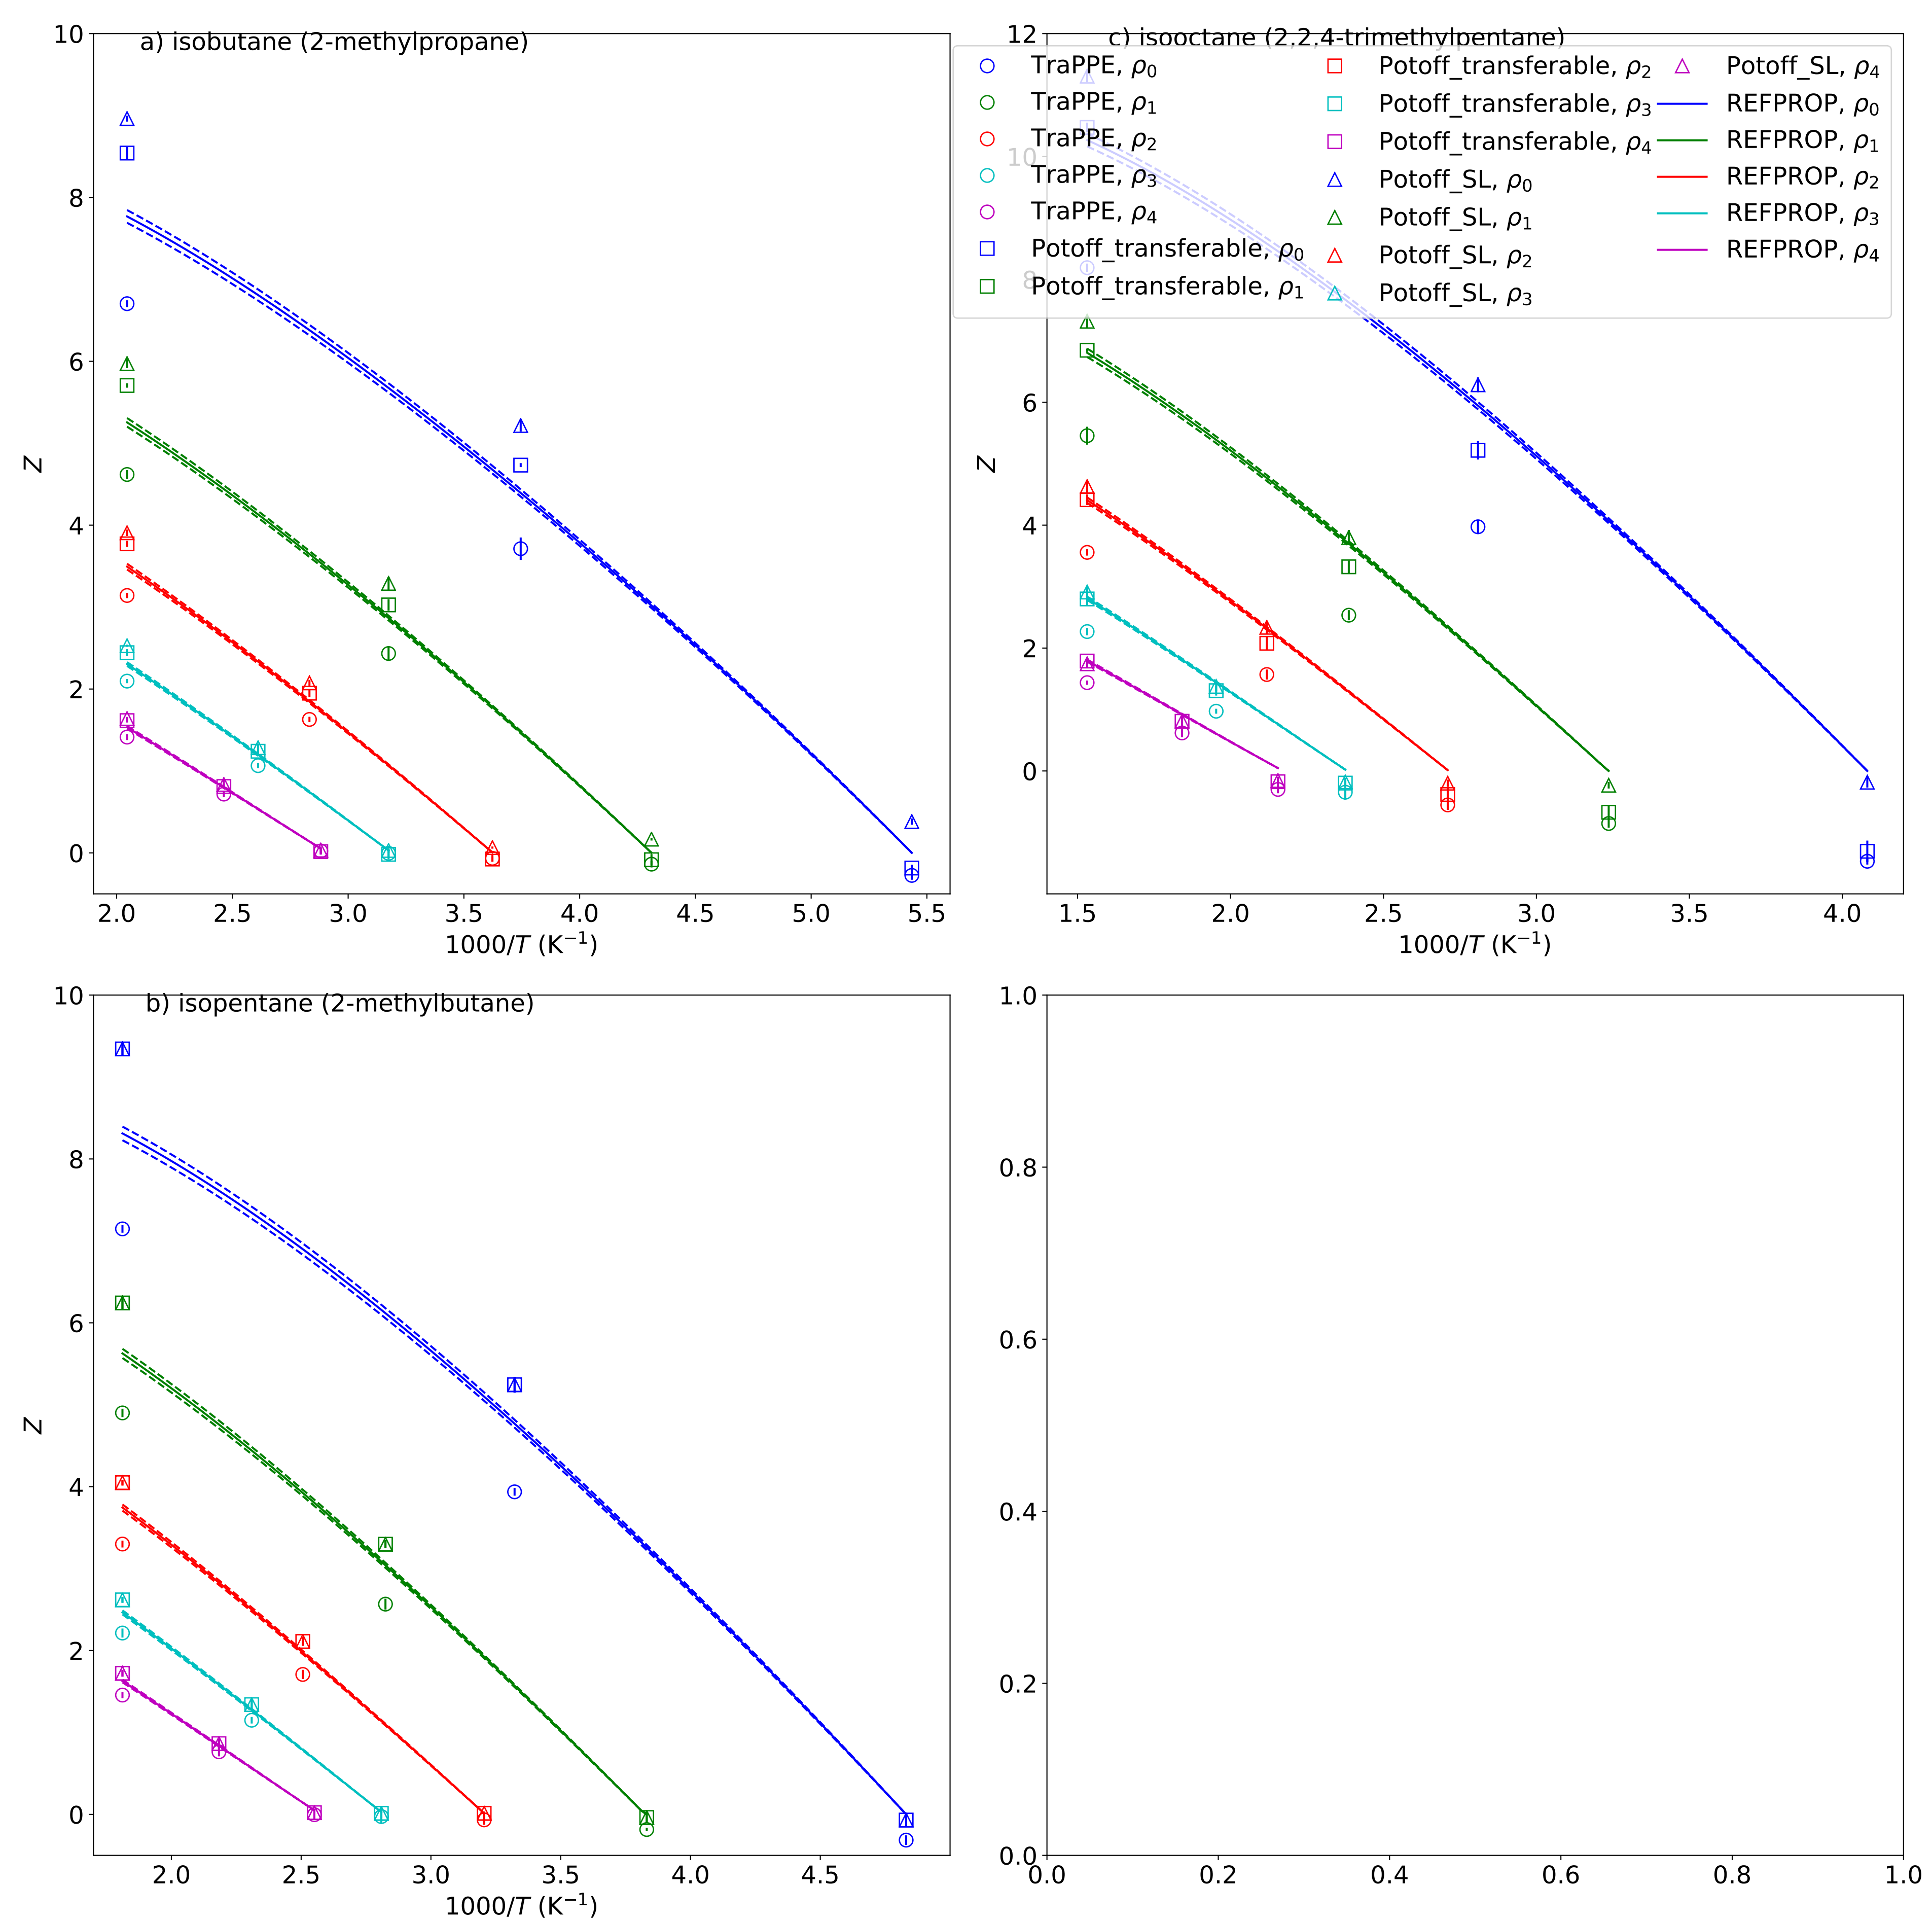 a) isobutane (2-methylpropane)
10
8
6
4
2
0
Z
2.0 2.5 3.0 3.5 4.0 4.5 5.0 5.5
1000/T (K⁻¹)
c) isooctane (2,2,4-trimethylpentane)
12
10
8
6
4
2
0
Z
1.5 2.0 2.5 3.0 3.5 4.0
1000/T (K⁻¹)
TraPPE, ρ₀
TraPPE, ρ₁
TraPPE, ρ₂
TraPPE, ρ₃
TraPPE, ρ₄
Potoff_transferable, ρ₀
Potoff_transferable, ρ₁
Potoff_transferable, ρ₂
Potoff_transferable, ρ₃
Potoff_transferable, ρ₄
Potoff_SL, ρ₀
Potoff_SL, ρ₁
Potoff_SL, ρ₂
Potoff_SL, ρ₃
Potoff_SL, ρ₄
REFPROP, ρ₀
REFPROP, ρ₁
REFPROP, ρ₂
REFPROP, ρ₃
REFPROP, ρ₄
b) isopentane (2-methylbutane)
10
8
6
4
2
0
Z
2.0 2.5 3.0 3.5 4.0 4.5
1000/T (K⁻¹)
1.0
0.8
0.6
0.4
0.2
0.0
0.0 0.2 0.4 0.6 0.8 1.0